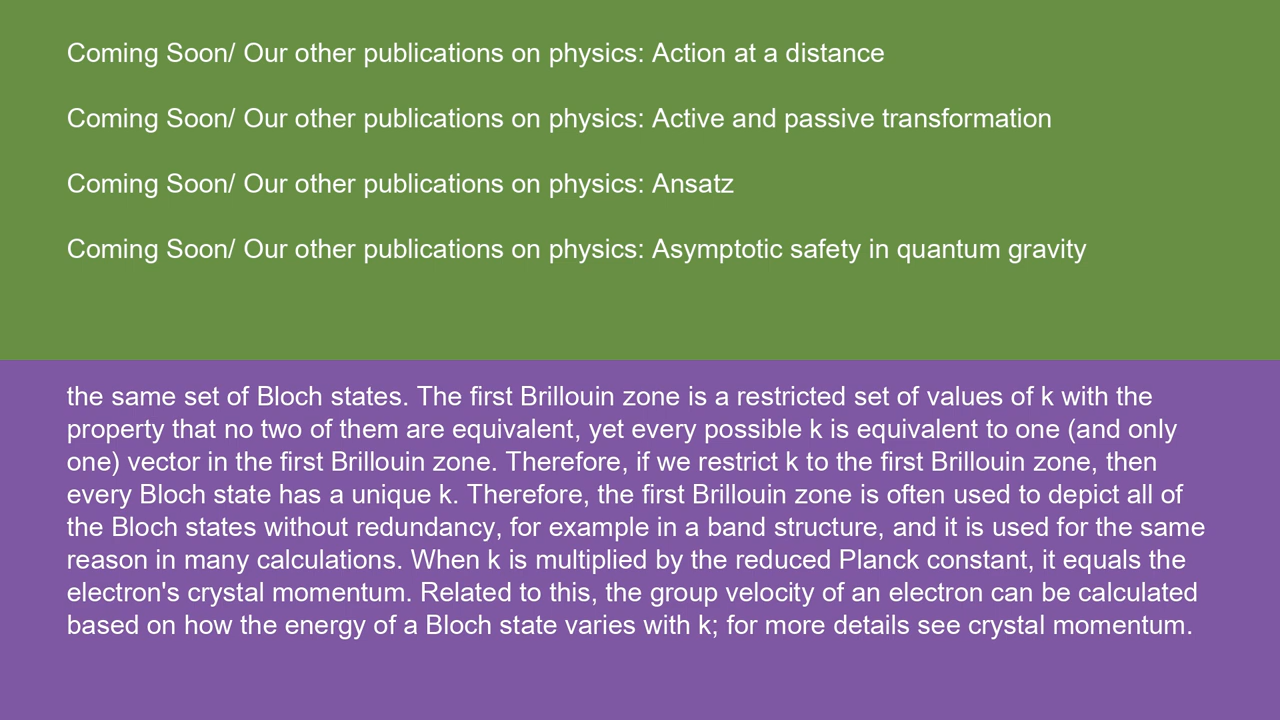 Coming Soon/ Our other publications on physics: Action at a distance
Coming Soon/ Our other publications on physics: Active and passive transformation
Coming Soon/ Our other publications on physics: Ansatz
Coming Soon/ Our other publications on physics: Asymptotic safety in quantum gravity
the same set of Bloch states. The first Brillouin zone is a restricted set of values of k with the
property that no two of them are equivalent, yet every possible k is equivalent to one (and only
one) vector in the first Brillouin zone. Therefore, if we restrict k to the first Brillouin zone, then
every Bloch state has a unique k. Therefore, the first Brillouin zone is often used to depict all of
the Bloch states without redundancy, for example in a band structure, and it is used for the same
reason in many calculations. When k is multiplied by the reduced Planck constant, it equals the
electron's crystal momentum. Related to this, the group velocity of an electron can be calculated
based on how the energy of a Bloch state varies with k; for more details see crystal momentum.